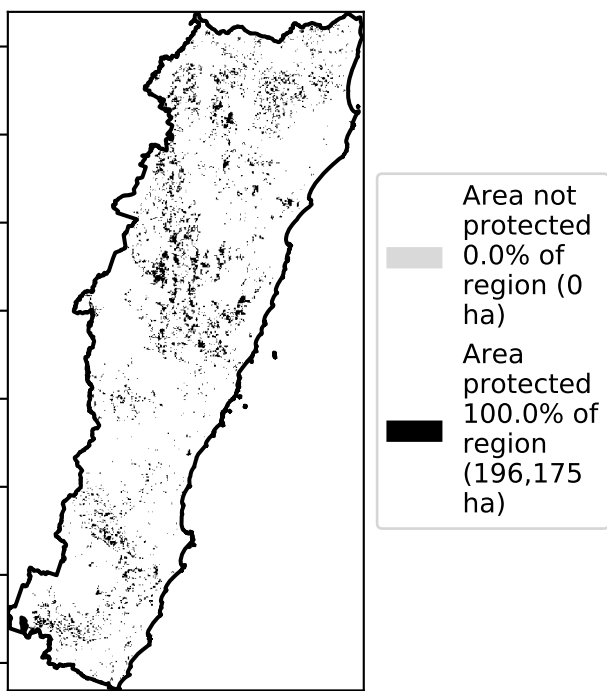 Area not
protected
0.0% of
region (0
ha)
Area
protected
100.0% of
region
(196,175
ha)